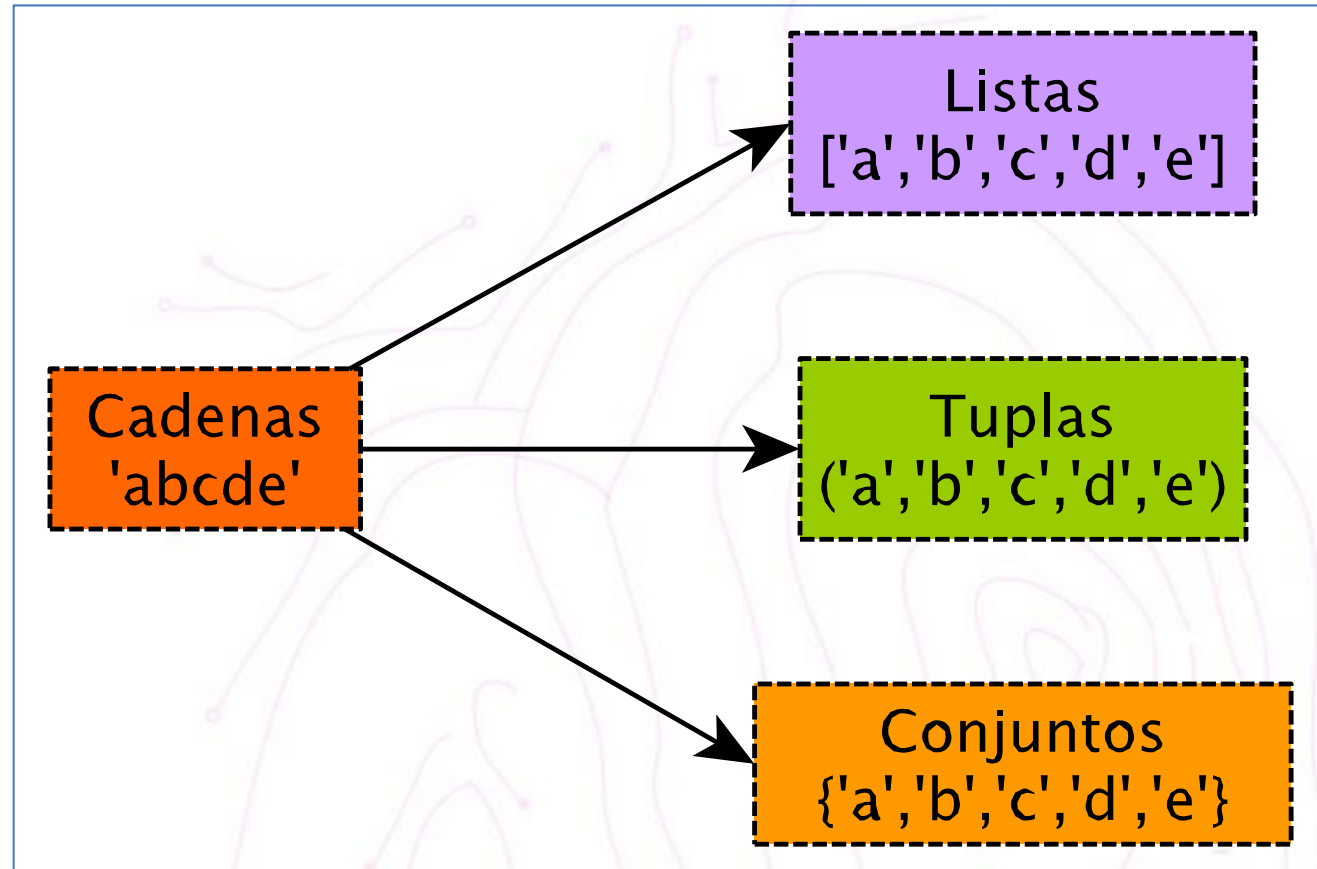 Listas
['a','b','c','d','e']
Cadenas
'abcde'
Tuplas
('a','b','c','d','e')
Conjuntos
{'a','b','c','d','e'}